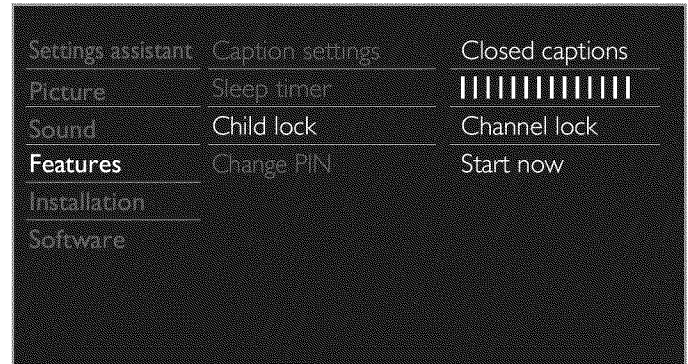 Settings assistant
Picture
Sound
Features
Installation
Software
Caption settings
Sleep timer
Child lock
Change PIN
Closed captions
Channel lock
Start now